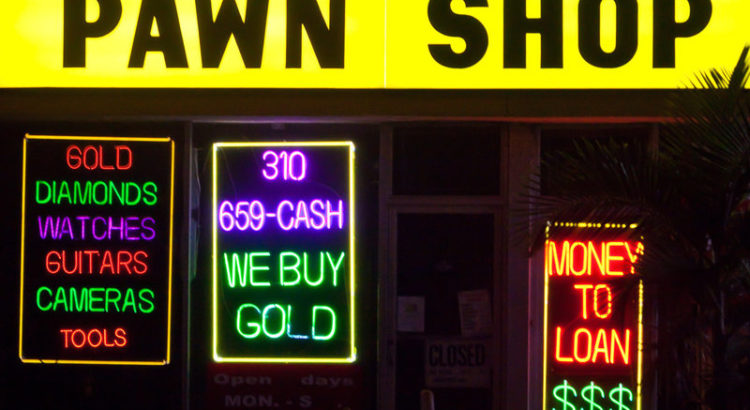 PAWN SHOP
GOLD
DIAMONDS
WATCHES
GUITARS
CAMERAS
TOOLS
310
659-CASH
WE BUY
GOLD
Open days
MON. - S
CLOSED
MONEY
TO
LOAN
$$$